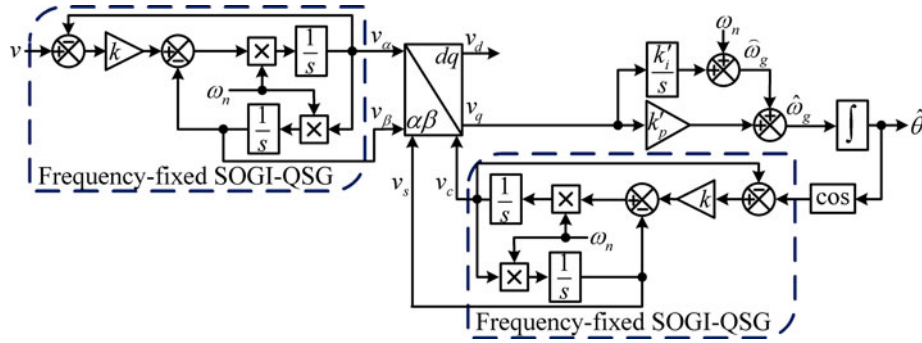 v
k
1/s
v_α
v_d
dq
ω_n
ω_n
1/s
v_β
αβ
v_q
k'_i/s
k'_p
ω̂_g
ω̂_g
∫
θ̂
Frequency-fixed SOGI-QSG
v_s
v_c
1/s
k
cos
ω_n
1/s
Frequency-fixed SOGI-QSG